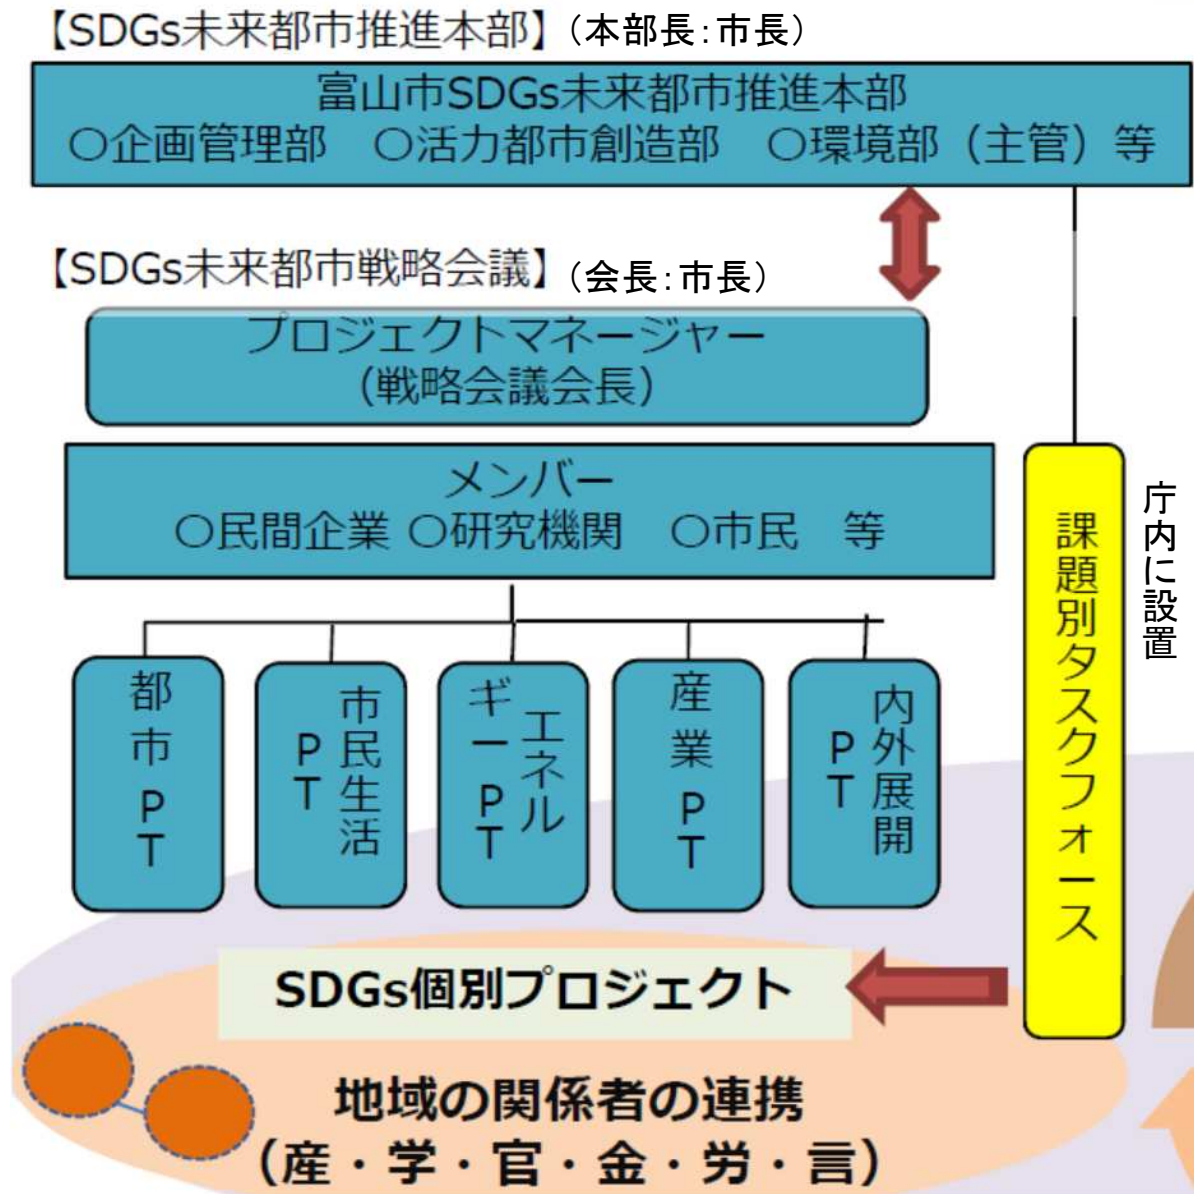 【SDGs未来都市推進本部】（本部長：市長）
富山市SDGs未来都市推進本部
〇企画管理部　〇活力都市創造部　〇環境部（主管）等
【SDGs未来都市戦略会議】（会長：市長）
プロジェクトマネージャー
（戦略会議会長）
メンバー
〇民間企業 〇研究機関　〇市民　等
都市PT
市民生活
PT
エネル
ギーPT
産業PT
内外展開
PT
課題別タスクフォース
庁内に設置
SDGs個別プロジェクト
地域の関係者の連携
（産・学・官・金・労・言）